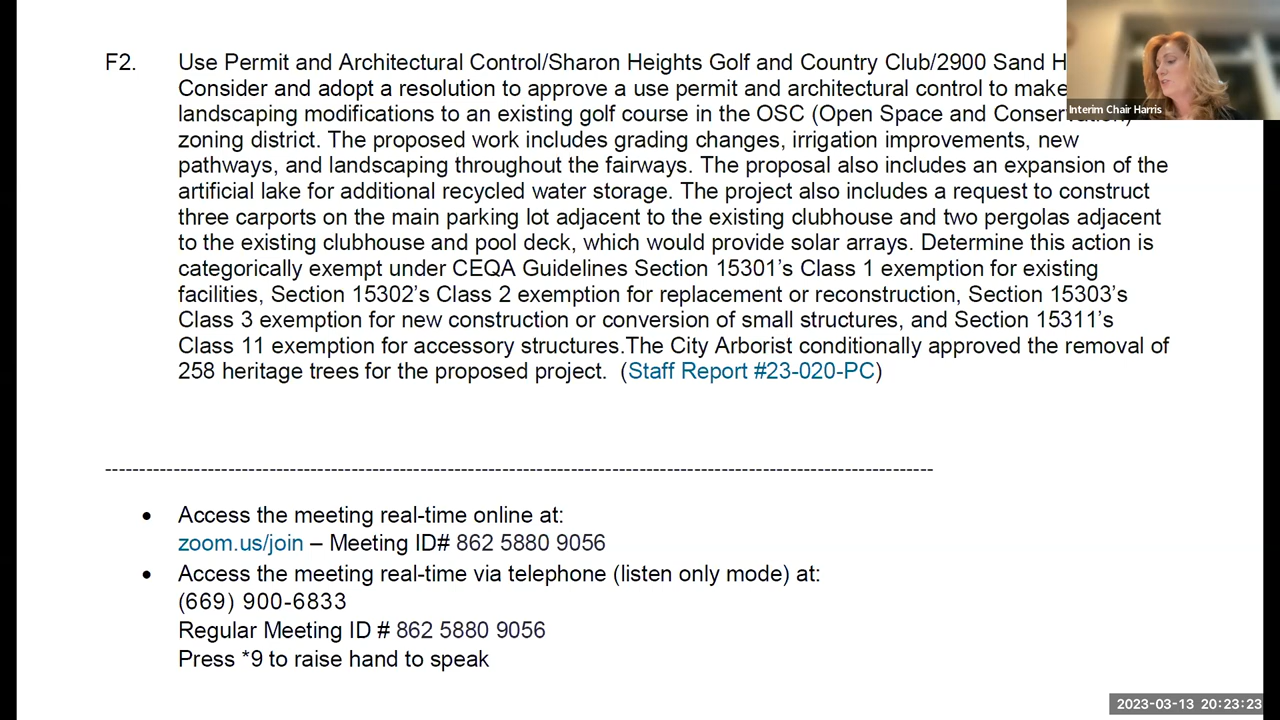 F2. Use Permit and Architectural Control/Sharon Heights Golf and Country Club/2900 Sand H
Consider and adopt a resolution to approve a use permit and architectural control to make
landscaping modifications to an existing golf course in the OSC (Open Space and Conservation)
zoning district. The proposed work includes grading changes, irrigation improvements, new
pathways, and landscaping throughout the fairways. The proposal also includes an expansion of the
artificial lake for additional recycled water storage. The project also includes a request to construct
three carports on the main parking lot adjacent to the existing clubhouse and two pergolas adjacent
to the existing clubhouse and pool deck, which would provide solar arrays. Determine this action is
categorically exempt under CEQA Guidelines Section 15301’s Class 1 exemption for existing
facilities, Section 15302’s Class 2 exemption for replacement or reconstruction, Section 15303’s
Class 3 exemption for new construction or conversion of small structures, and Section 15311’s
Class 11 exemption for accessory structures.The City Arborist conditionally approved the removal of
258 heritage trees for the proposed project. (Staff Report #23-020-PC)
Interim Chair Harris
• Access the meeting real-time online at:
zoom.us/join – Meeting ID# 862 5880 9056
• Access the meeting real-time via telephone (listen only mode) at:
(669) 900-6833
Regular Meeting ID # 862 5880 9056
Press *9 to raise hand to speak
2023-03-13 20:23:23